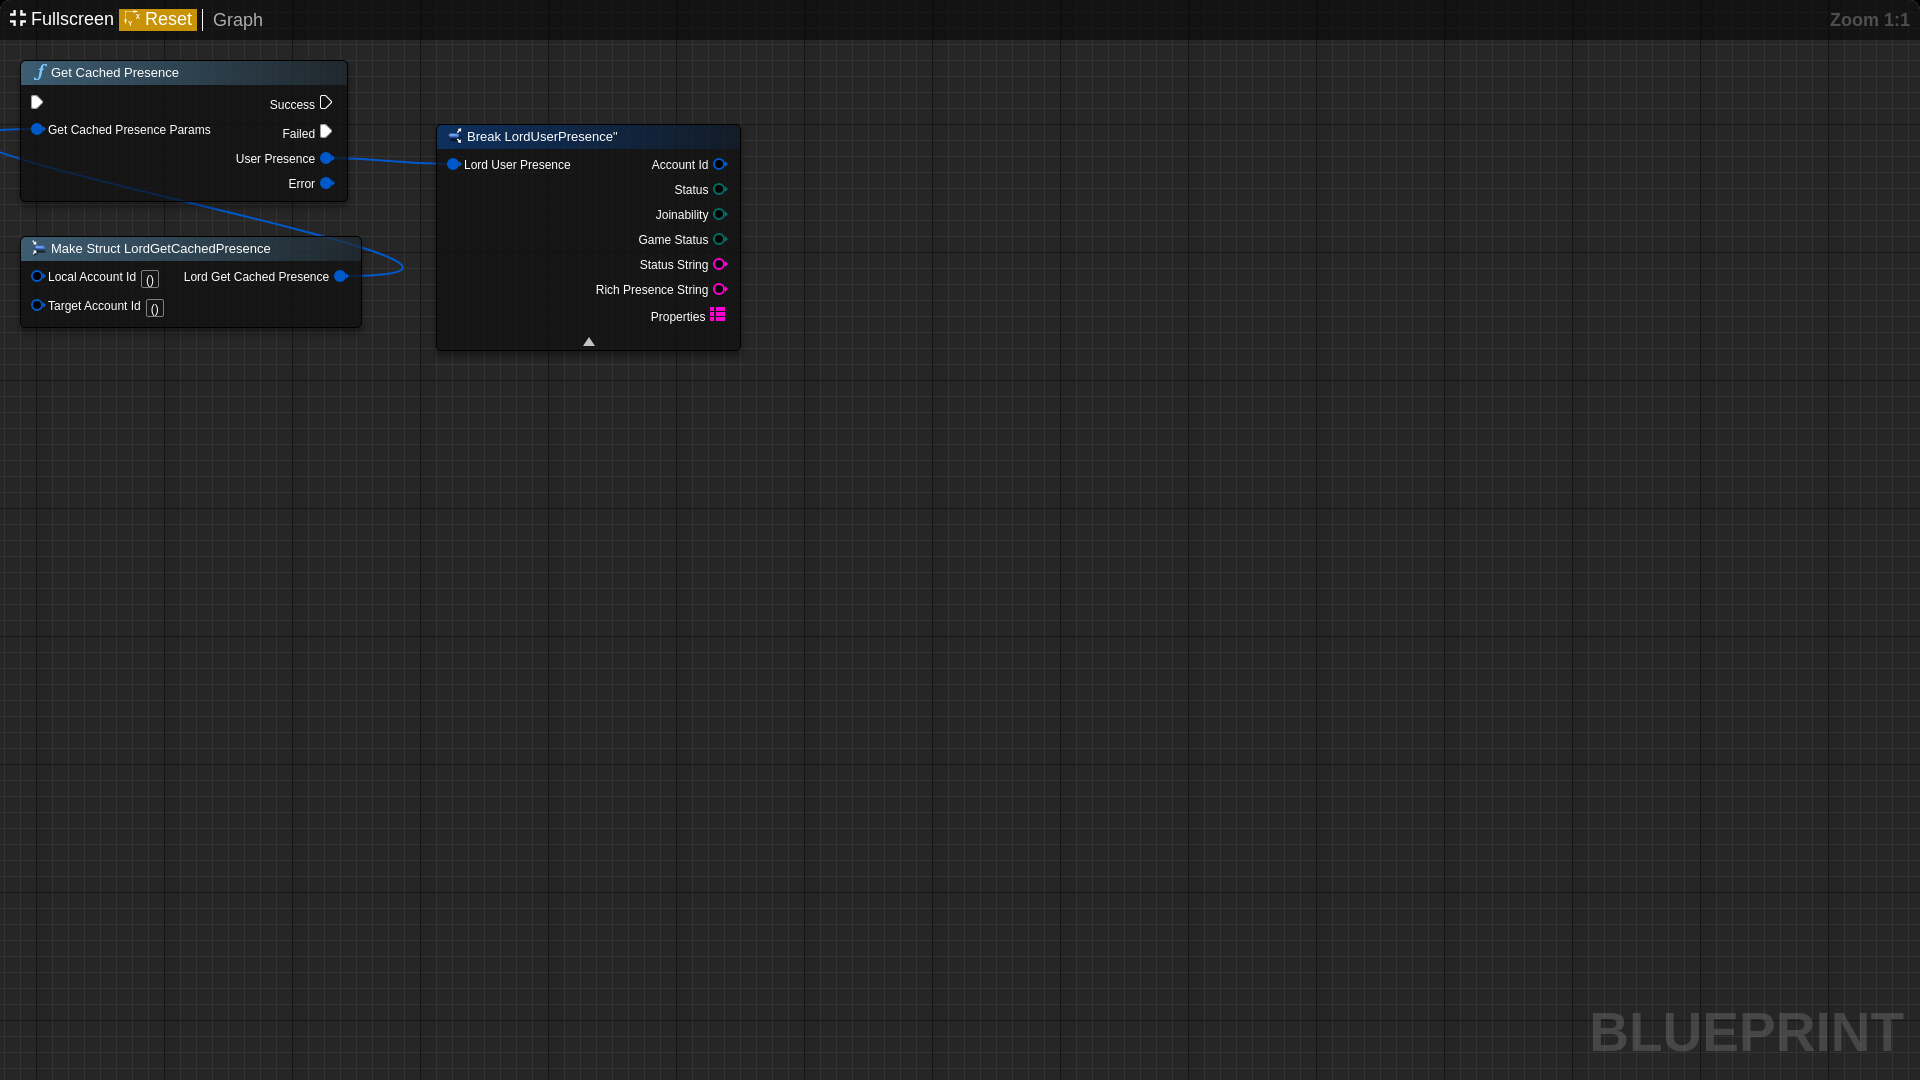 Fullscreen Reset Graph Zoom 1:1
Get Cached Presence
Success
Get Cached Presence Params
Failed
User Presence
Error
Make Struct LordGetCachedPresence
Local Account Id () Lord Get Cached Presence
Target Account Id ()
Break LordUserPresence"
Lord User Presence Account Id
Status
Joinability
Game Status
Status String
Rich Presence String
Properties
BLUEPRINT